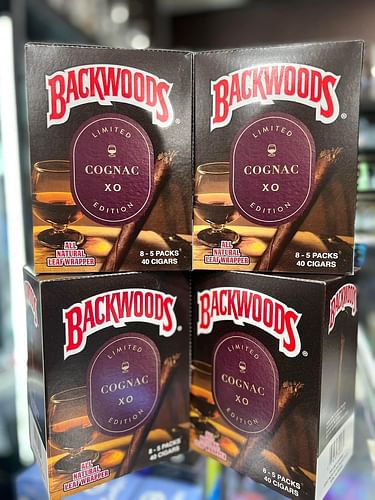 BACKWOODS®
LIMITED
COGNAC
XO
EDITION
ALL
NATURAL
LEAF WRAPPER
8 - 5 PACKS
40 CIGARS
BACKWOODS®
LIMITED
COGNAC
XO
EDITION
ALL
NATURAL
LEAF WRAPPER
8 - 5 PACKS
40 CIGARS
BACKWOODS®
LIMITED
COGNAC
XO
EDITION
ALL
NATURAL
LEAF WRAPPER
8 - 5 PACKS
40 CIGARS
BACKWOODS®
LIMITED
COGNAC
XO
EDITION
8 - 5 PACKS
40 CIGARS
BACKWOODS